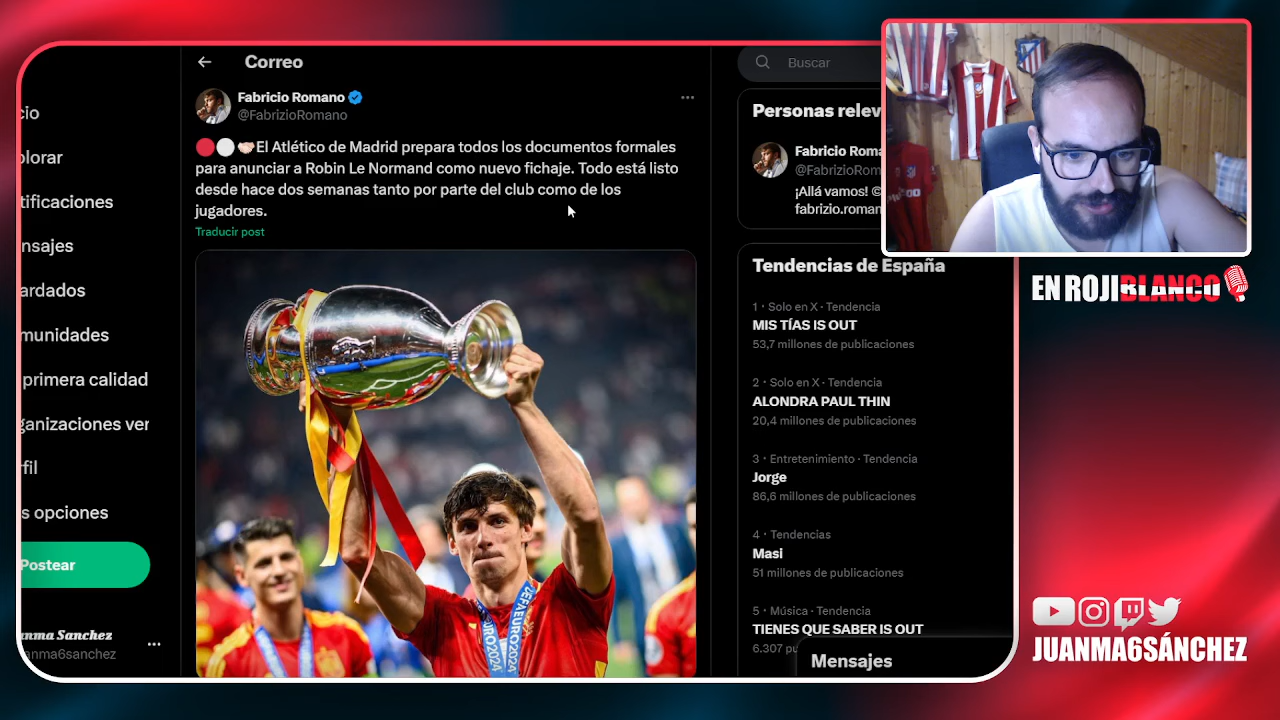 Correo
Buscar
Fabricio Romano
@FabrizioRomano
El Atlético de Madrid prepara todos los documentos formales
para anunciar a Robin Le Normand como nuevo fichaje. Todo está listo
desde hace dos semanas tanto por parte del club como de los
jugadores.
Traducir post
cio
plorar
tificaciones
nsajes
ardados
munidades
primera calidad
ganizaciones ver
rfil
s opciones
Postear
nma Sanchez
anma6sanchez
Personas relev
Fabricio Roma
@FabrizioRom
¡Allá vamos! ©
fabrizio.roman
Tendencias de España
1 · Solo en X · Tendencia
MIS TÍAS IS OUT
53,7 millones de publicaciones
2 · Solo en X · Tendencia
ALONDRA PAUL THIN
20,4 millones de publicaciones
3 · Entretenimiento · Tendencia
Jorge
86,6 millones de publicaciones
4 · Tendencias
Masi
51 millones de publicaciones
5 · Música · Tendencia
TIENES QUE SABER IS OUT
6.307 pu
Mensajes
UEFA EURO2024
EURO2024
EN ROJIBLANCO
JUANMA6SÁNCHEZ